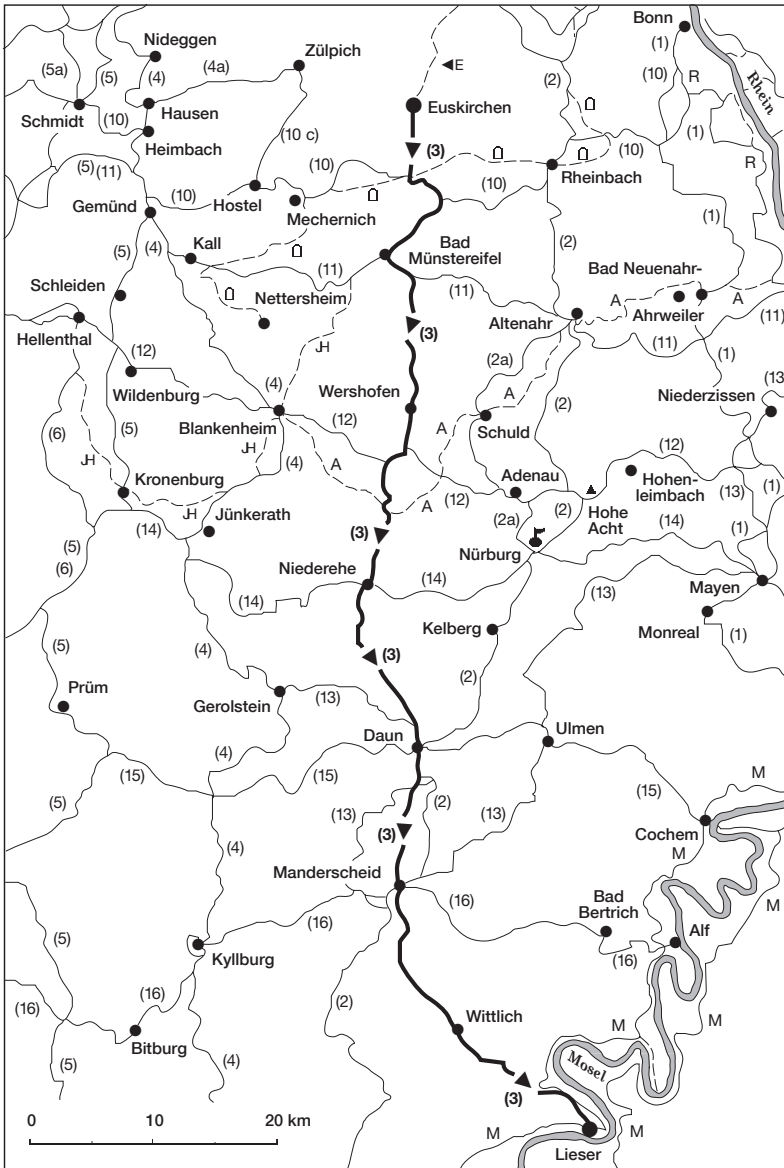 Bonn
Nideggen
Zülpich
(1)
(5a)
(5)
(4)
(4a)
(2)
(10)
R
Rhein
E
Schmidt
Hausen
Euskirchen
(10)
Heimbach
(10 c)
(3)
(10)
(1)
(5)
(11)
(10)
Rheinbach
R
(10)
Hostel
(10)
Gemünd
Mechernich
(1)
(5)
(4)
Kall
Bad
Münstereifel
(2)
(11)
Bad Neuenahr-
Schleiden
Nettersheim
(11)
A
A
Altenahr
Ahrweiler
(11)
Hellenthal
(3)
(11)
(1)
JH
(2a)
(12)
(13)
Wildenburg
(4)
Wershofen
A
(2)
Niederzissen
(6)
(5)
Blankenheim
(12)
A
Schuld
JH
(12)
JH
(4)
A
Adenau
Kronenburg
(12)
Hohen-
leimbach
(13)
(1)
A
(2a)
(2)
Hohe
Acht
JH
(14)
Jünkerath
(14)
(5)
(3)
(1)
(6)
Nürburg
Niederehe
(14)
(13)
Mayen
(14)
Kelberg
Monreal
(5)
(4)
(3)
(1)
(2)
Prüm
Gerolstein
(13)
Daun
Ulmen
(4)
(15)
(15)
M
(15)
(5)
(13)
(2)
(13)
(4)
(3)
Cochem
M
Manderscheid
(16)
Bad
Bertrich
M
(16)
Alf
(5)
Kyllburg
(16)
(16)
(16)
(2)
Wittlich
M
M
Bitburg
(5)
(4)
Mosel
0
10
20 km
(3)
M
M
Lieser